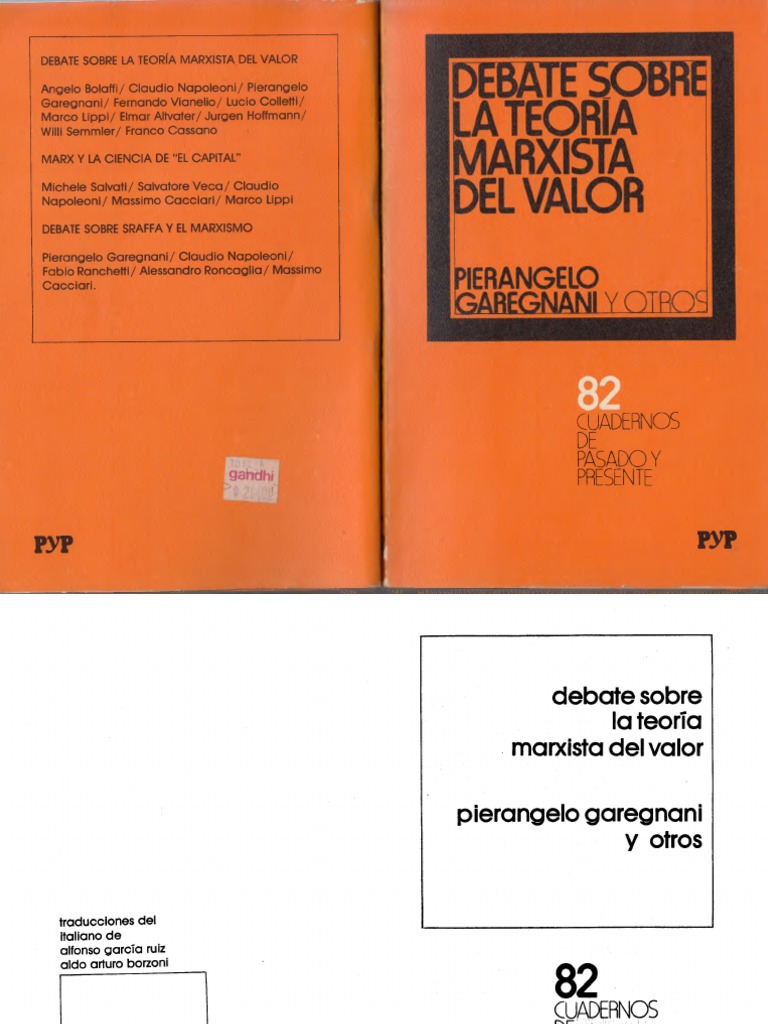 DEBATE SOBRE LA TEORÍA MARXISTA DEL VALOR
Angelo Bolaffi/ Claudio Napoleoni/ Pierangelo
Garegnani/ Fernando Vianello/ Lucio Colletti/
Marco Lippi/ Elmar Altvater/ Jurgen Hoffmann/
Willi Semmler/ Franco Cassano
MARX Y LA CIENCIA DE "EL CAPITAL"
Michele Salvati/ Salvatore Veca/ Claudio
Napoleoni/ Massimo Cacciari/ Marco Lippi
DEBATE SOBRE SRAFFA Y EL MARXISMO
Pierangelo Garegnani/ Claudio Napoleoni/
Fabio Ranchetti/ Alessandro Roncaglia/ Massimo
Cacciari.
gandhi
PYP
DEBATE SOBRE
LA TEORÍA
MARXISTA
DEL VALOR
PIERANGELO
GAREGNANI Y OTROS
82
CUADERNOS
DE
PASADO Y
PRESENTE
PYP
debate sobre
la teoría
marxista del valor
pierangelo garegnani
y otros
traducciones del
italiano de
alfonso garcía ruiz
aldo arturo borzoni
82
CUADERNOS